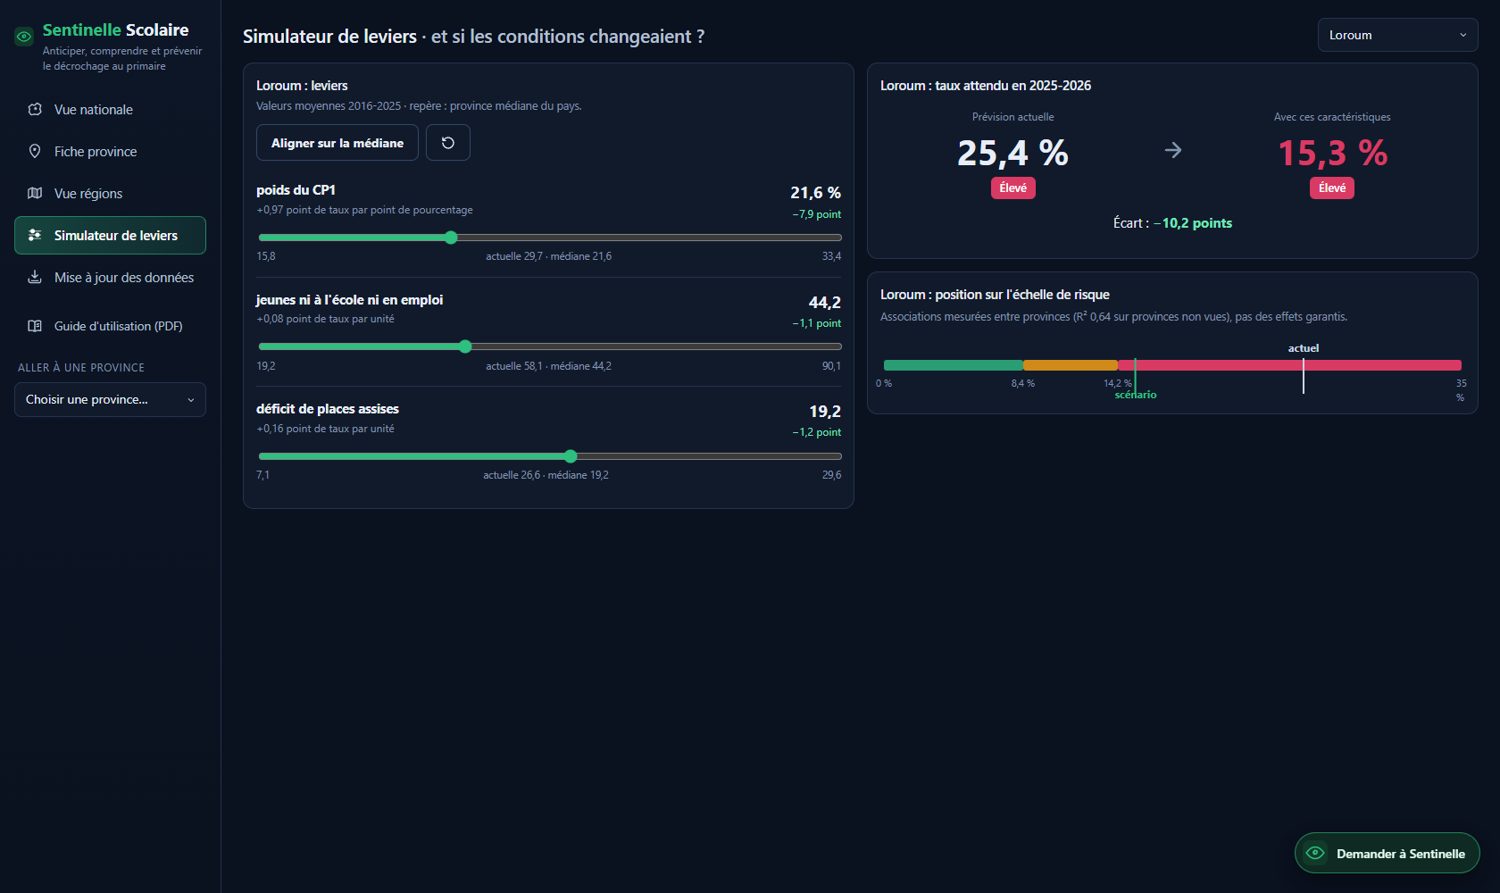 Sentinelle Scolaire
Anticiper, comprendre et prévenir
le décrochage au primaire
Vue nationale
Fiche province
Vue régions
Simulateur de leviers
Mise à jour des données
Guide d'utilisation (PDF)
ALLER À UNE PROVINCE
Choisir une province...
Simulateur de leviers · et si les conditions changeaient ?
Loroum
Loroum : leviers
Valeurs moyennes 2016-2025 · repère : province médiane du pays.
Aligner sur la médiane
poids du CP1
21,6 %
+0,97 point de taux par point de pourcentage
−7,9 point
15,8
actuelle 29,7 · médiane 21,6
33,4
jeunes ni à l'école ni en emploi
44,2
+0,08 point de taux par unité
−1,1 point
19,2
actuelle 58,1 · médiane 44,2
90,1
déficit de places assises
19,2
+0,16 point de taux par unité
−1,2 point
7,1
actuelle 26,6 · médiane 19,2
29,6
Loroum : taux attendu en 2025-2026
Prévision actuelle
Avec ces caractéristiques
25,4 %
15,3 %
Élevé
Élevé
Écart : −10,2 points
Loroum : position sur l'échelle de risque
Associations mesurées entre provinces (R² 0,64 sur provinces non vues), pas des effets garantis.
actuel
0 %
8,4 %
14,2 %
35
%
scénario
Demander à Sentinelle